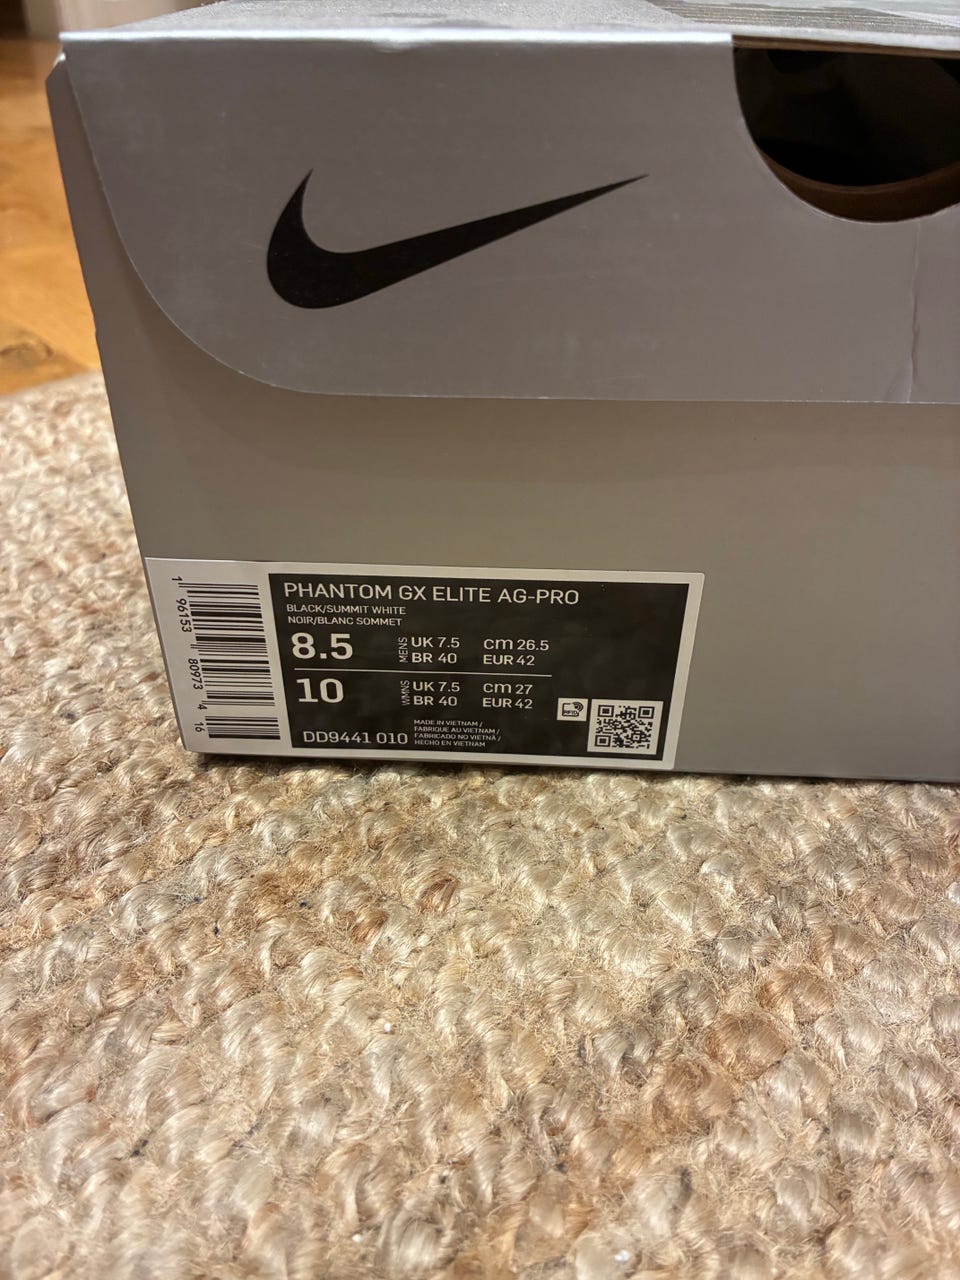 PHANTOM GX ELITE AG-PRO
BLACK/SUMMIT WHITE
NOIR/BLANC SOMMET
8.5 MENS UK 7.5 cm 26.5
BR 40 EUR 42
10 WMNS UK 7.5 cm 27
BR 40 EUR 42
DD9441 010
MADE IN VIETNAM /
FABRIQUE AU VIETNAM /
FABRICADO NO VIETNÃ /
HECHO EN VIETNAM
RFID
1 96153 80973 4 16